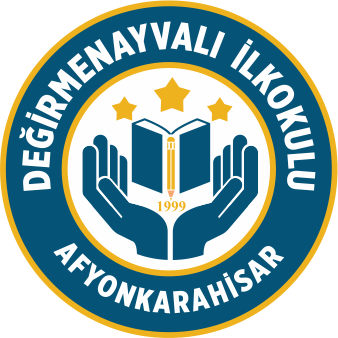 DEĞİRMENAYVALI İLKOKULU
1999
AFYONKARAHİSAR